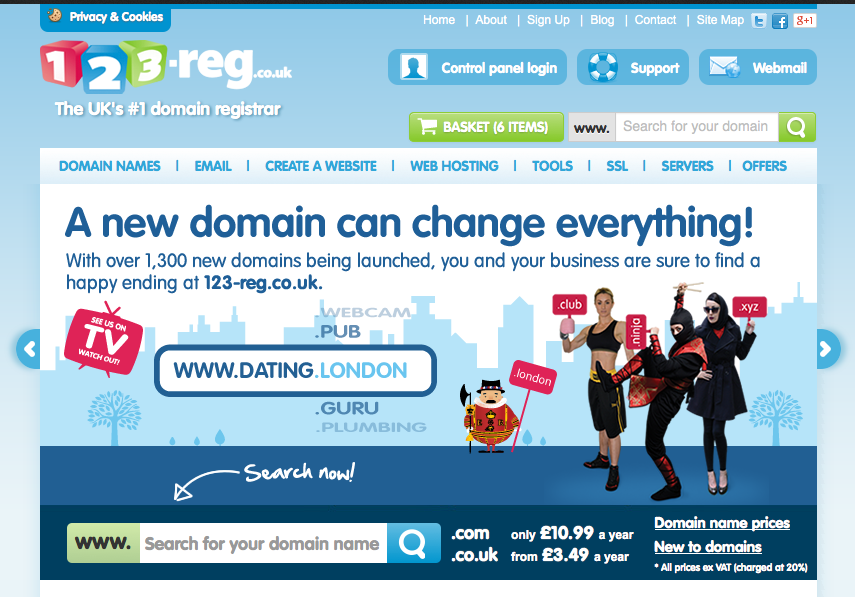 Privacy & Cookies
Home | About | Sign Up | Blog | Contact | Site Map
g+1
123-reg.co.uk
The UK's #1 domain registrar
Control panel login
Support
Webmail
BASKET (6 ITEMS)
www. Search for your domain
DOMAIN NAMES | EMAIL | CREATE A WEBSITE | WEB HOSTING | TOOLS | SSL | SERVERS | OFFERS
A new domain can change everything!
With over 1,300 new domains being launched, you and your business are sure to find a
happy ending at 123-reg.co.uk.
SEE US ON
TV
WATCH OUT!
.WEBCAM
.PUB
WWW.DATING.LONDON
.GURU
.PLUMBING
.london
.club
.ninja
.xyz
Search now!
www. Search for your domain name
.com only £10.99 a year
.co.uk from £3.49 a year
Domain name prices
New to domains
* All prices ex VAT (charged at 20%)